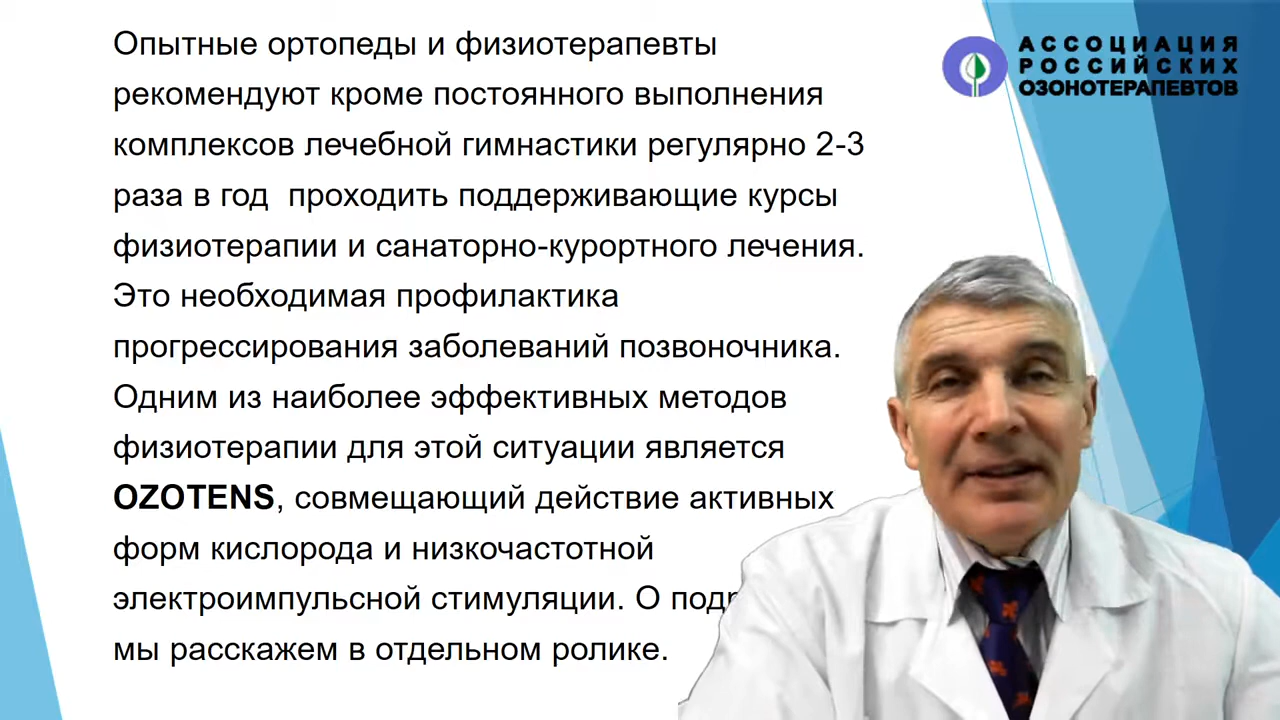 Опытные ортопеды и физиотерапевты
рекомендуют кроме постоянного выполнения
комплексов лечебной гимнастики регулярно 2-3
раза в год проходить поддерживающие курсы
физиотерапии и санаторно-курортного лечения.
Это необходимая профилактика
прогрессирования заболеваний позвоночника.
Одним из наиболее эффективных методов
физиотерапии для этой ситуации является
OZOTENS, совмещающий действие активных
форм кислорода и низкочастотной
электроимпульсной стимуляции. О
мы расскажем в отдельном ролике.
АССОЦИАЦИЯ
РОССИЙСКИХ
ОЗОНОТЕРАПЕВТОВ